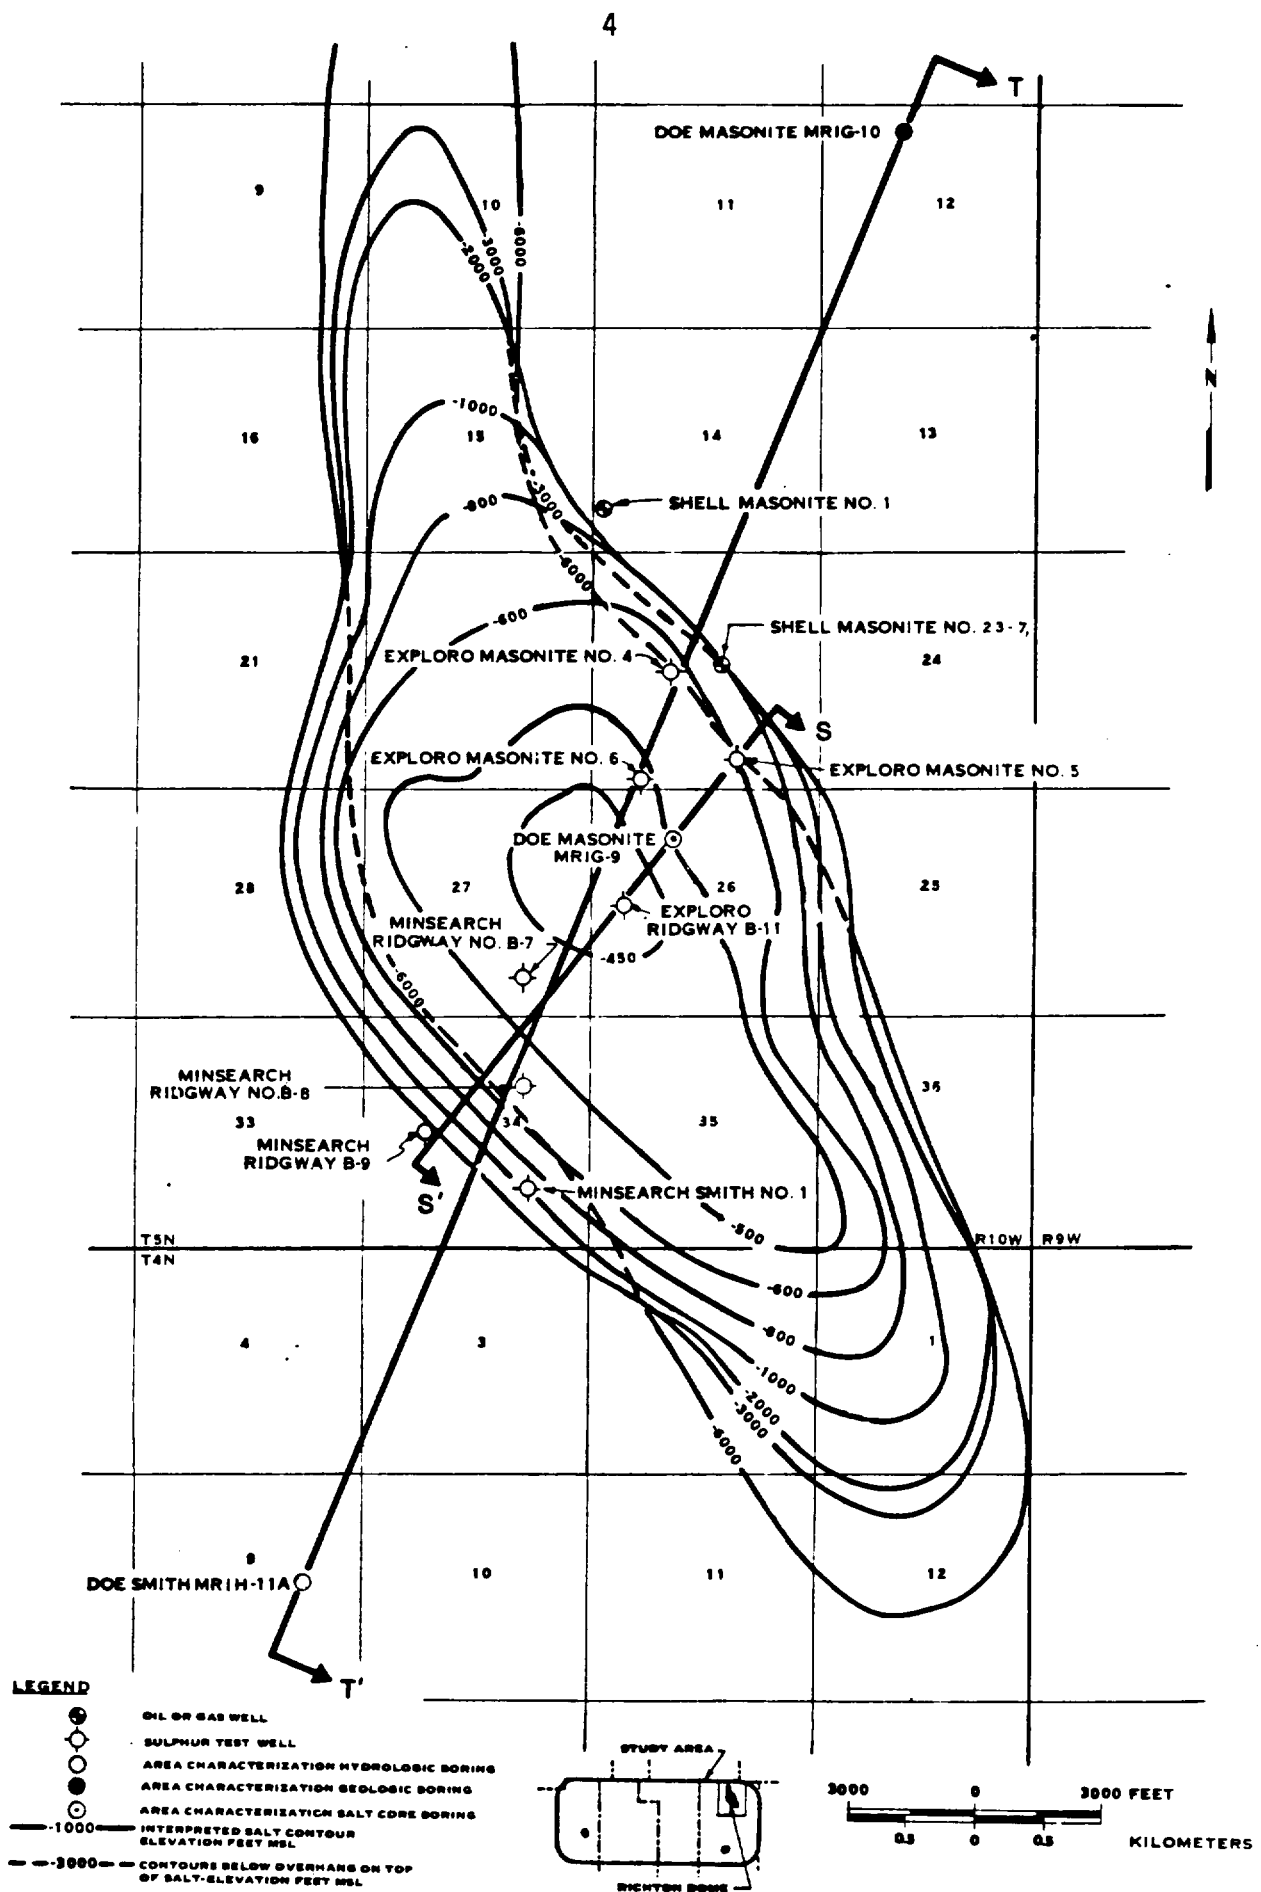 4
T
DOE MASONITE MRIG-10
9
10
11
12
-2000
-3000
-6000
N
-1000
16
15
14
13
-800
-3000
SHELL MASONITE NO. 1
-6000
-600
SHELL MASONITE NO. 23-7,
21
EXPLORO MASONITE NO. 4
24
S
EXPLORO MASONITE NO. 6
EXPLORO MASONITE NO. 5
DOE MASONITE
MRIG-9
28
27
26
25
EXPLORO
RIDGWAY B-11
MINSEARCH
RIDGWAY NO. B-7
-450
-6000
MINSEARCH
RIDGWAY NO.B-8
36
33
34
35
MINSEARCH
RIDGWAY B-9
MINSEARCH SMITH NO. 1
S'
-500
T5N
R10W
R9W
T4N
-600
-800
4
3
1
-1000
-2000
-3000
-6000
9
10
11
12
DOE SMITH MRIH-11A
T'
LEGEND
OIL OR GAS WELL
SULPHUR TEST WELL
AREA CHARACTERIZATION HYDROLOGIC BORING
AREA CHARACTERIZATION GEOLOGIC BORING
AREA CHARACTERIZATION SALT CORE BORING
-1000 INTERPRETED SALT CONTOUR
ELEVATION FEET MSL
-3000 CONTOURS BELOW OVERHANG ON TOP
OF SALT-ELEVATION FEET MSL
STUDY AREA
RICHTON DOME
3000 0 3000 FEET
0.5 0 0.5 KILOMETERS